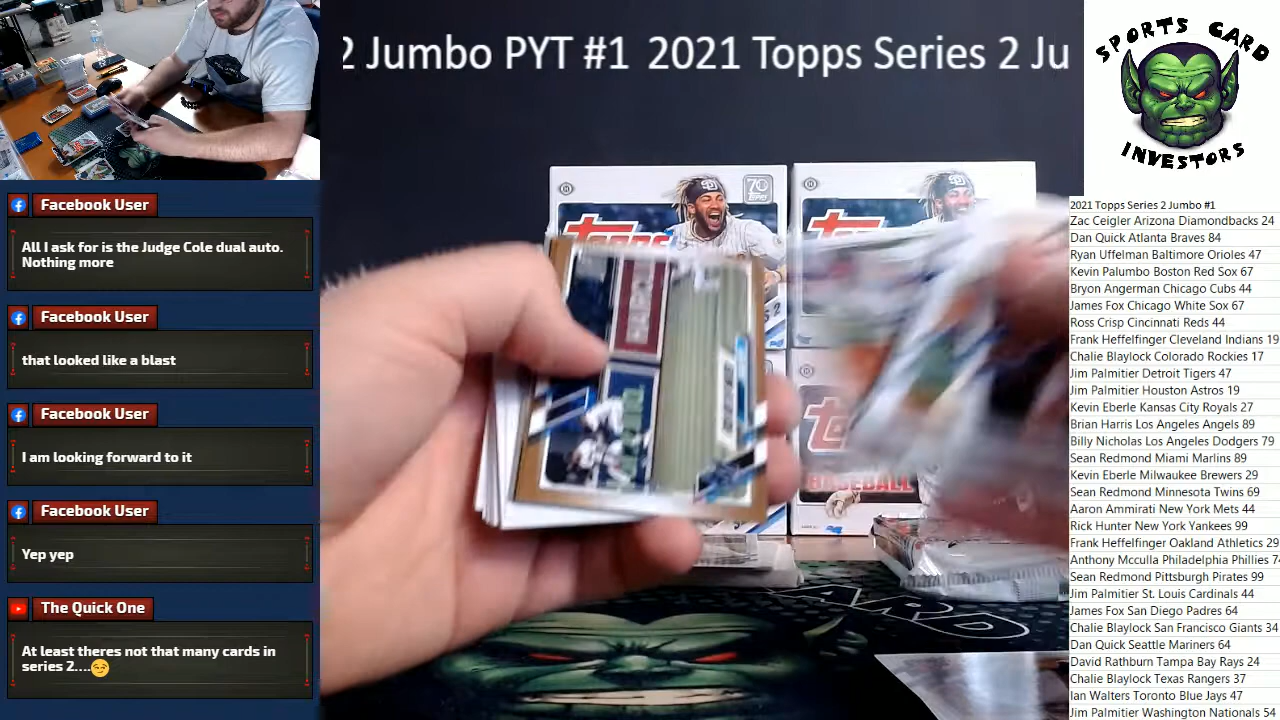 2 Jumbo PYT #1 2021 Topps Series 2 Ju
SPORTS CARD
INVESTORS
Facebook User
All I ask for is the Judge Cole dual auto.
Nothing more
Facebook User
that looked like a blast
Facebook User
I am looking forward to it
Facebook User
Yep yep
The Quick One
At least theres not that many cards in
series 2....😏
70
TOPPS
Topps
BASEBALL
ARD
2021 Topps Series 2 Jumbo #1
Zac Ceigler Arizona Diamondbacks 24
Dan Quick Atlanta Braves 84
Ryan Uffelman Baltimore Orioles 47
Kevin Palumbo Boston Red Sox 67
Bryon Angerman Chicago Cubs 44
James Fox Chicago White Sox 67
Ross Crisp Cincinnati Reds 44
Frank Heffelfinger Cleveland Indians 19
Chalie Blaylock Colorado Rockies 17
Jim Palmitier Detroit Tigers 47
Jim Palmitier Houston Astros 19
Kevin Eberle Kansas City Royals 27
Brian Harris Los Angeles Angels 89
Billy Nicholas Los Angeles Dodgers 79
Sean Redmond Miami Marlins 89
Kevin Eberle Milwaukee Brewers 29
Sean Redmond Minnesota Twins 69
Aaron Ammirati New York Mets 44
Rick Hunter New York Yankees 99
Frank Heffelfinger Oakland Athletics 29
Anthony Mcculla Philadelphia Phillies 74
Sean Redmond Pittsburgh Pirates 99
Jim Palmitier St. Louis Cardinals 44
James Fox San Diego Padres 64
Chalie Blaylock San Francisco Giants 34
Dan Quick Seattle Mariners 64
David Rathburn Tampa Bay Rays 24
Chalie Blaylock Texas Rangers 37
Ian Walters Toronto Blue Jays 47
Jim Palmitier Washington Nationals 54